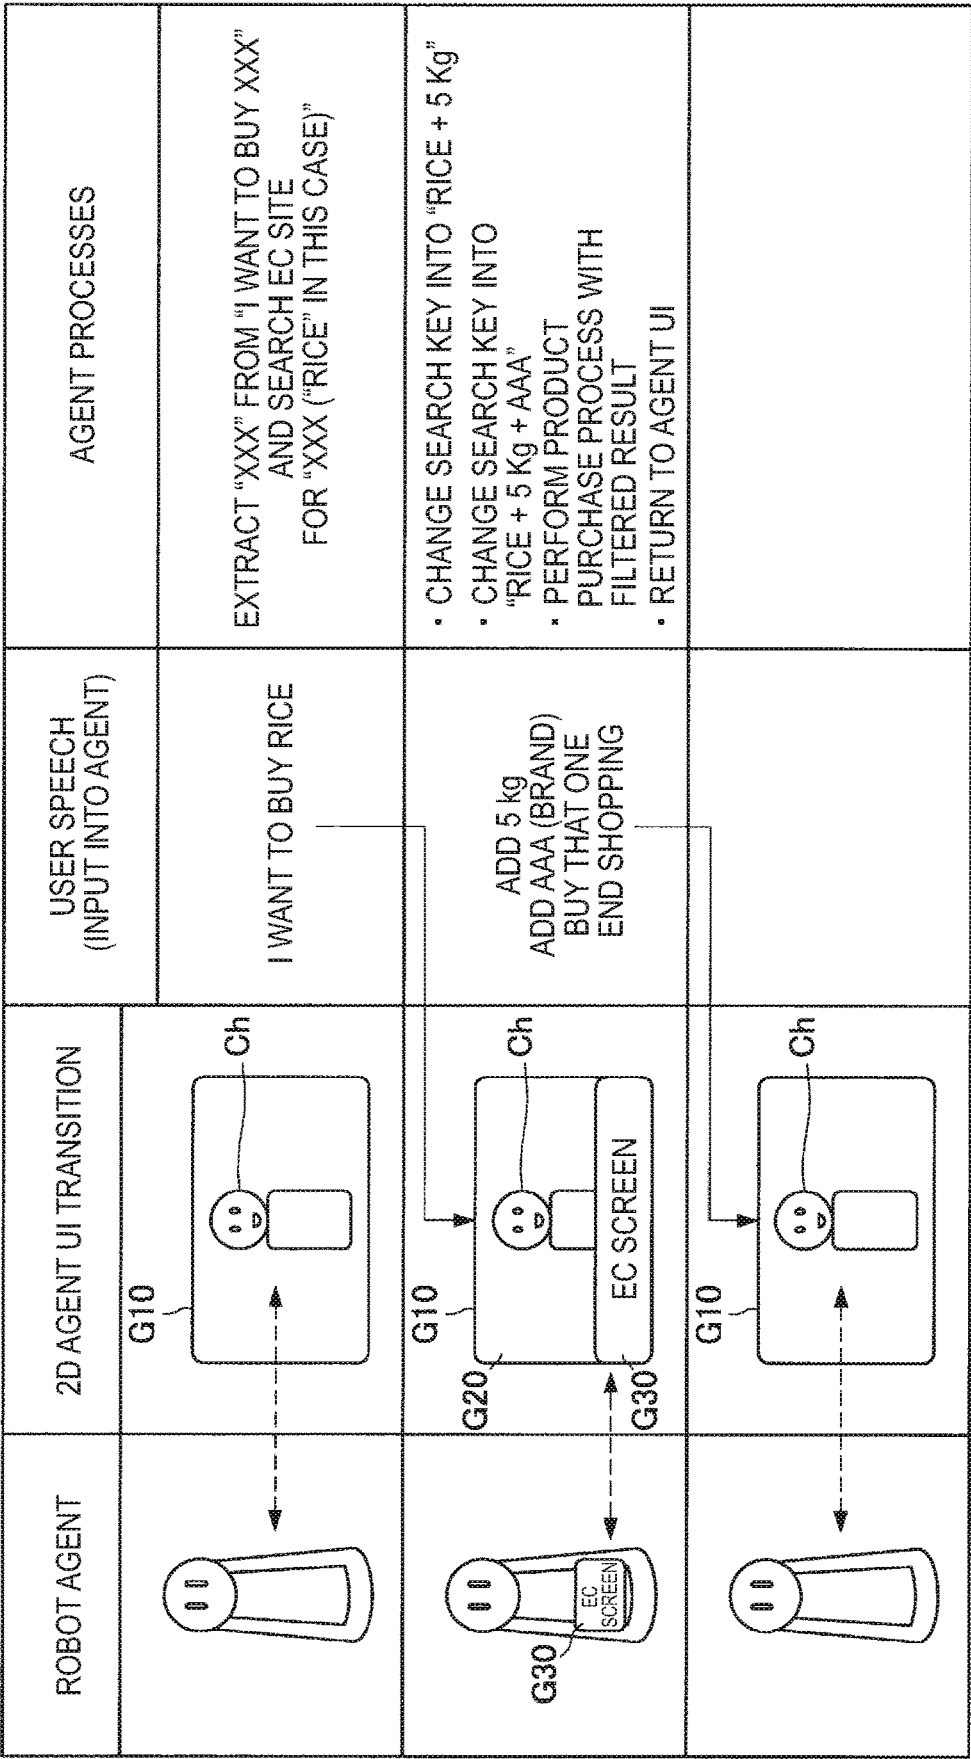 ROBOT AGENT
2D AGENT UI TRANSITION
USER SPEECH
(INPUT INTO AGENT)
AGENT PROCESSES
G10
Ch
I WANT TO BUY RICE
EXTRACT “XXX” FROM “I WANT TO BUY XXX”
AND SEARCH EC SITE
FOR “XXX (“RICE” IN THIS CASE)”
G30
EC
SCREEN
G20
G10
Ch
EC SCREEN
G30
ADD 5 kg
ADD AAA (BRAND)
BUY THAT ONE
END SHOPPING
• CHANGE SEARCH KEY INTO “RICE + 5 Kg”
• CHANGE SEARCH KEY INTO
“RICE + 5 Kg + AAA”
• PERFORM PRODUCT
PURCHASE PROCESS WITH
FILTERED RESULT
• RETURN TO AGENT UI
G10
Ch